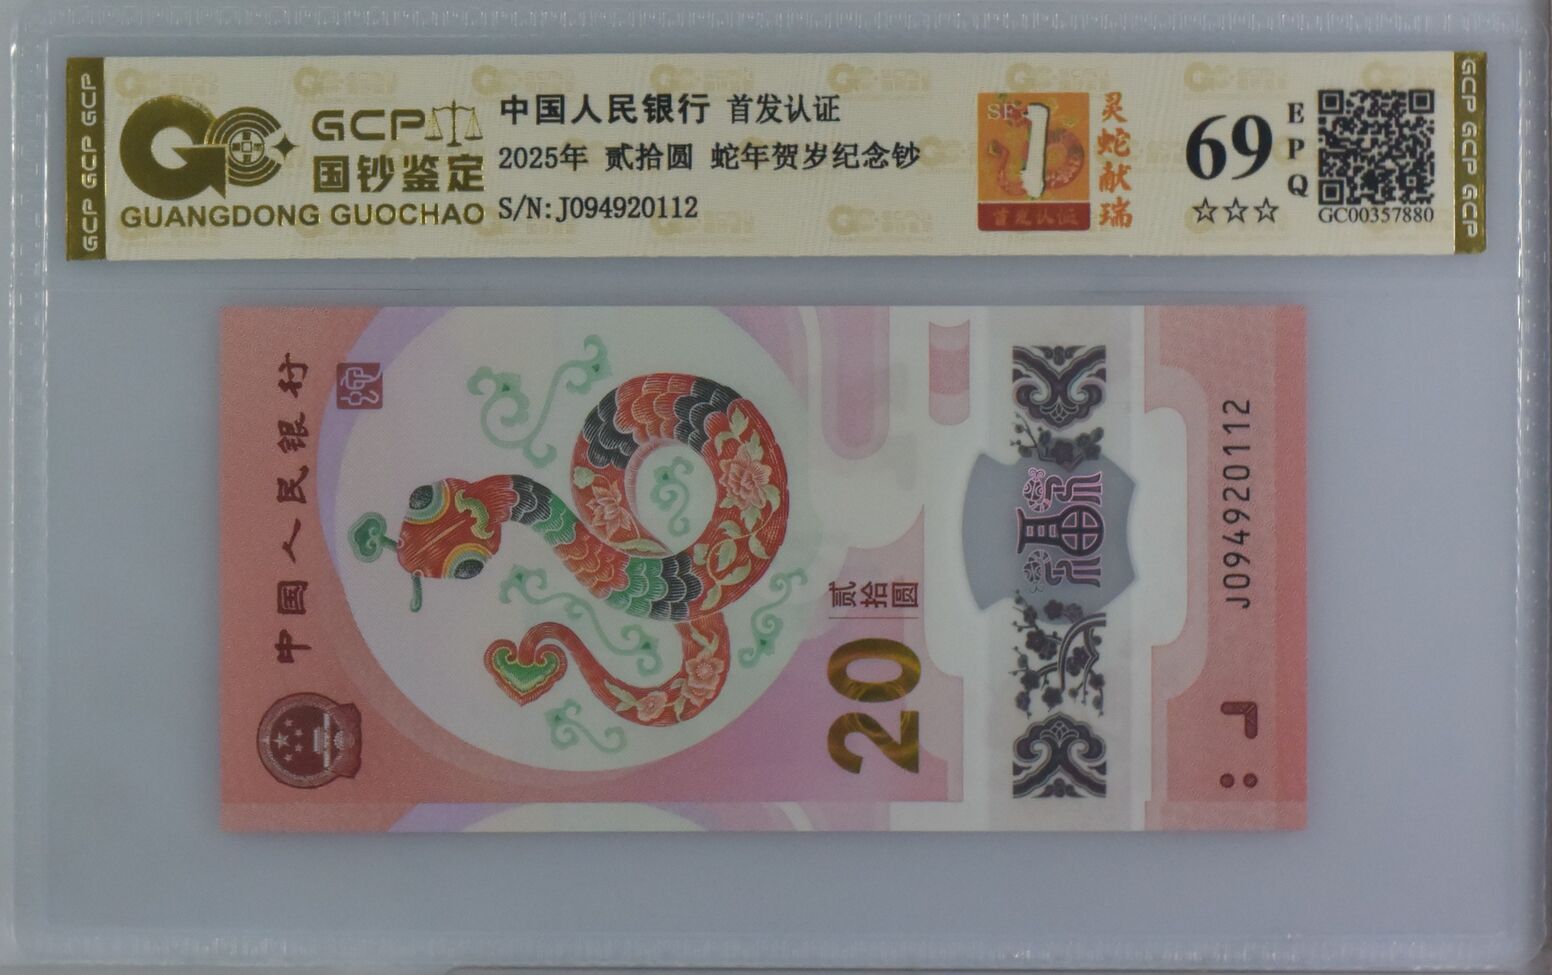 GCP GCP GCP
GCP
国钞鉴定
GUANGDONG GUOCHAO
中国人民银行 首发认证
2025年 贰拾圆 蛇年贺岁纪念钞
S/N:J094920112
1
首发认证
灵蛇献瑞
69
EPQ
☆☆☆
GC00357880
GCP GCP GCP
中国人民银行
贰拾圆
20
福
J094920112